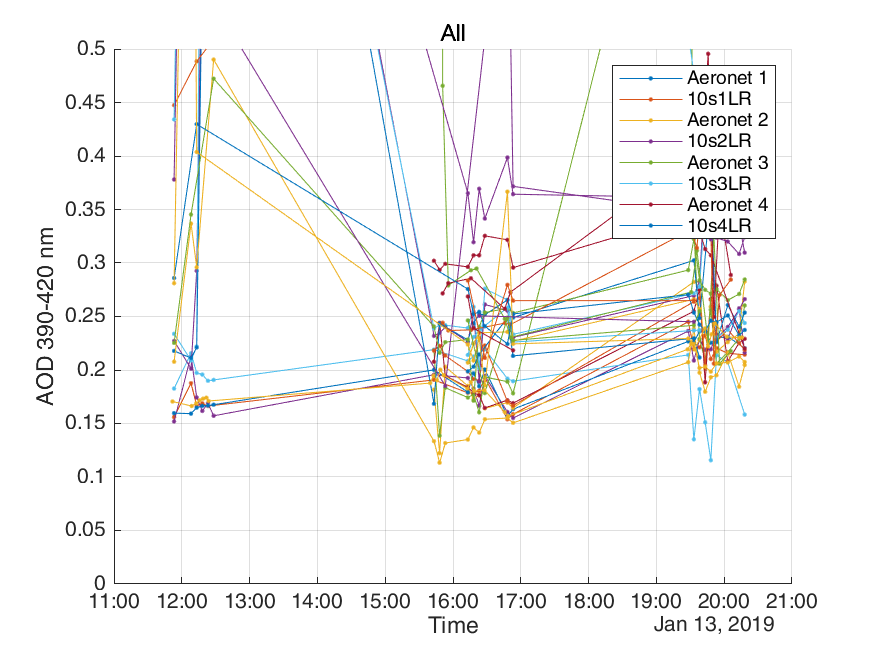 All
0.5
0.45
0.4
0.35
0.3
0.25
0.2
0.15
0.1
0.05
0
AOD 390-420 nm
Aeronet 1
10s1LR
Aeronet 2
10s2LR
Aeronet 3
10s3LR
Aeronet 4
10s4LR
11:00 12:00 13:00 14:00 15:00 16:00 17:00 18:00 19:00 20:00 21:00
Time
Jan 13, 2019